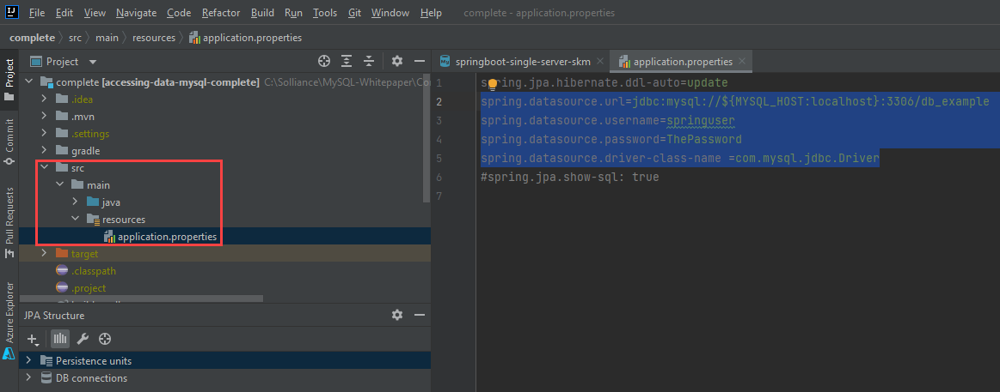 IJ File Edit View Navigate Code Refactor Build Run Tools Git Window Help complete - application.properties
complete src main resources application.properties
Project
springboot-single-server-skm application.properties
Project
Commit
Pull Requests
Azure Explorer
complete [accessing-data-mysql-complete] C:\Solliance\MySQL-Whitepaper\Co
.idea
.mvn
.settings
gradle
src
main
java
resources
application.properties
target
.classpath
.project
JPA Structure
Persistence units
DB connections
1 spring.jpa.hibernate.ddl-auto=update
2 spring.datasource.url=jdbc:mysql://${MYSQL_HOST:localhost}:3306/db_example
3 spring.datasource.username=springuser
4 spring.datasource.password=ThePassword
5 spring.datasource.driver-class-name =com.mysql.jdbc.Driver
6 #spring.jpa.show-sql: true
7